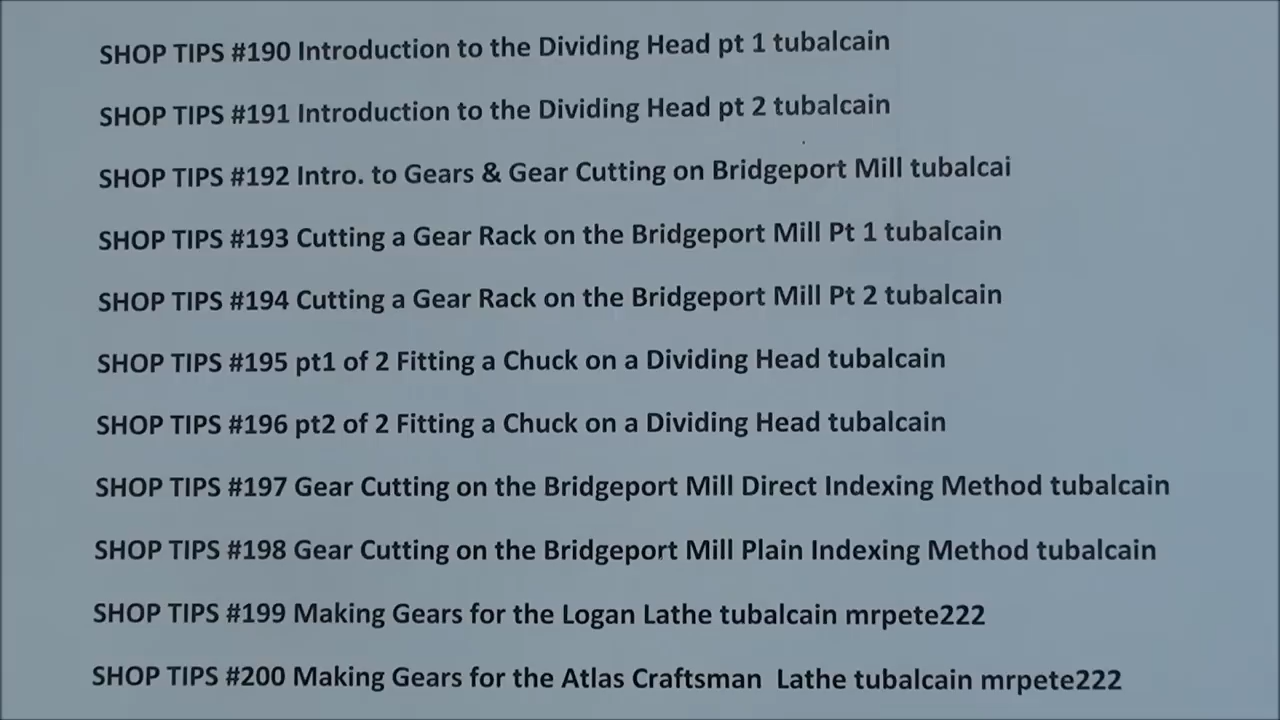 SHOP TIPS #190 Introduction to the Dividing Head pt 1 tubalcain
SHOP TIPS #191 Introduction to the Dividing Head pt 2 tubalcain
SHOP TIPS #192 Intro. to Gears & Gear Cutting on Bridgeport Mill tubalcai
SHOP TIPS #193 Cutting a Gear Rack on the Bridgeport Mill Pt 1 tubalcain
SHOP TIPS #194 Cutting a Gear Rack on the Bridgeport Mill Pt 2 tubalcain
SHOP TIPS #195 pt1 of 2 Fitting a Chuck on a Dividing Head tubalcain
SHOP TIPS #196 pt2 of 2 Fitting a Chuck on a Dividing Head tubalcain
SHOP TIPS #197 Gear Cutting on the Bridgeport Mill Direct Indexing Method tubalcain
SHOP TIPS #198 Gear Cutting on the Bridgeport Mill Plain Indexing Method tubalcain
SHOP TIPS #199 Making Gears for the Logan Lathe tubalcain mrpete222
SHOP TIPS #200 Making Gears for the Atlas Craftsman  Lathe tubalcain mrpete222